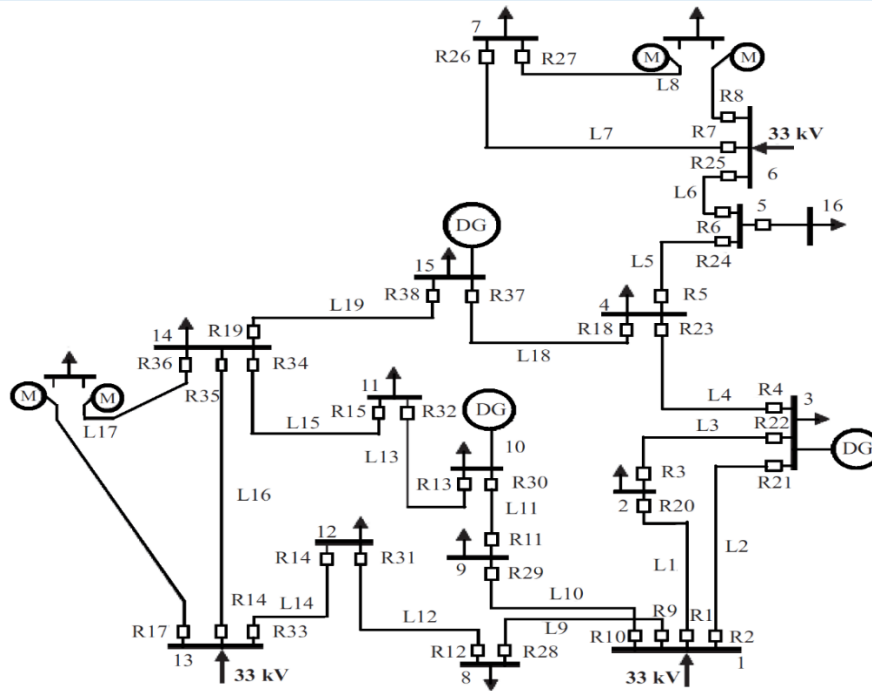 7
R26
R27
M
M
L8
R8
L7
R7
33 kV
R25
6
L6
5
16
DG
R6
R24
L5
15
R38
R37
4
R5
L19
R18
R23
14
R19
L18
R36
R34
R35
11
M
M
R15
R32
DG
L4
R4
3
L17
L15
L3
R22
10
DG
L13
R3
R21
R13
R30
L16
L11
2
R20
12
R11
L2
R14
R31
9
R29
L1
L10
R14
L14
L12
R9
R1
R17
R33
L9
R10
R2
13
R12
R28
33 kV
8
33 kV
1